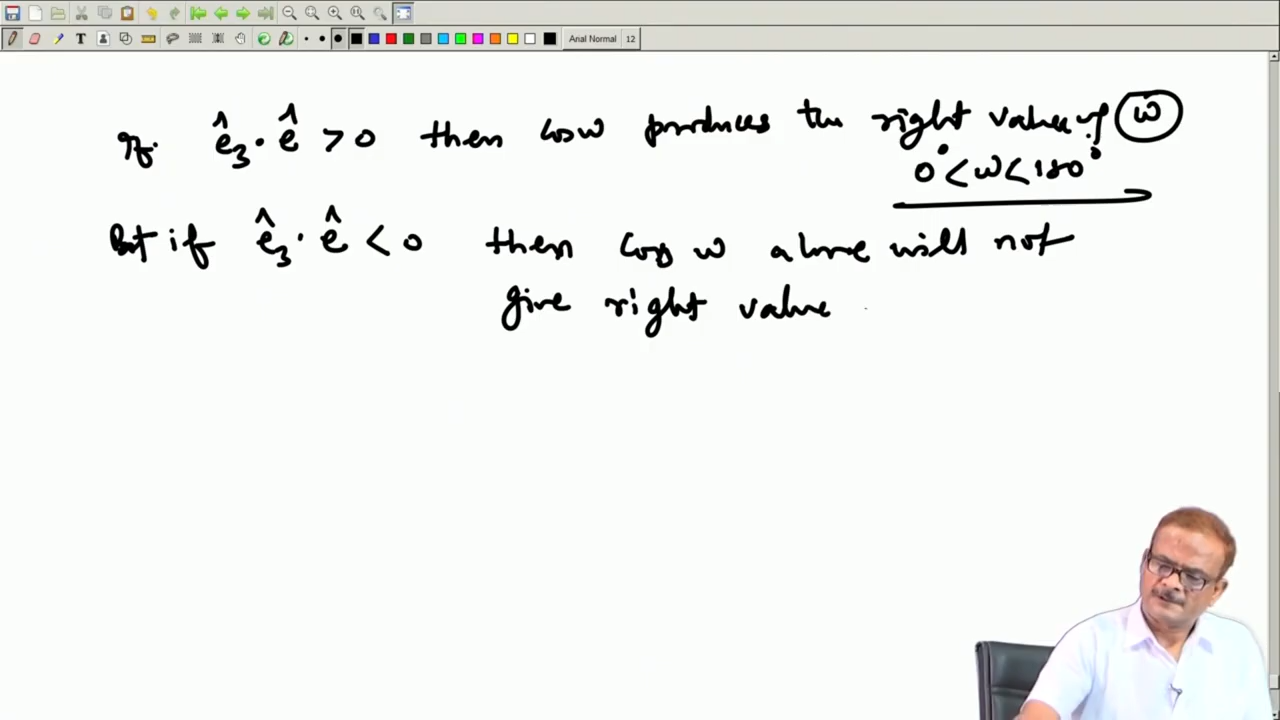 Arial Normal 12
If. ê₃ · ê > 0 then cos ω produces the right value of ω
0° < ω < 180°
But if ê₃ · ê < 0 then cos ω alone will not
give right value